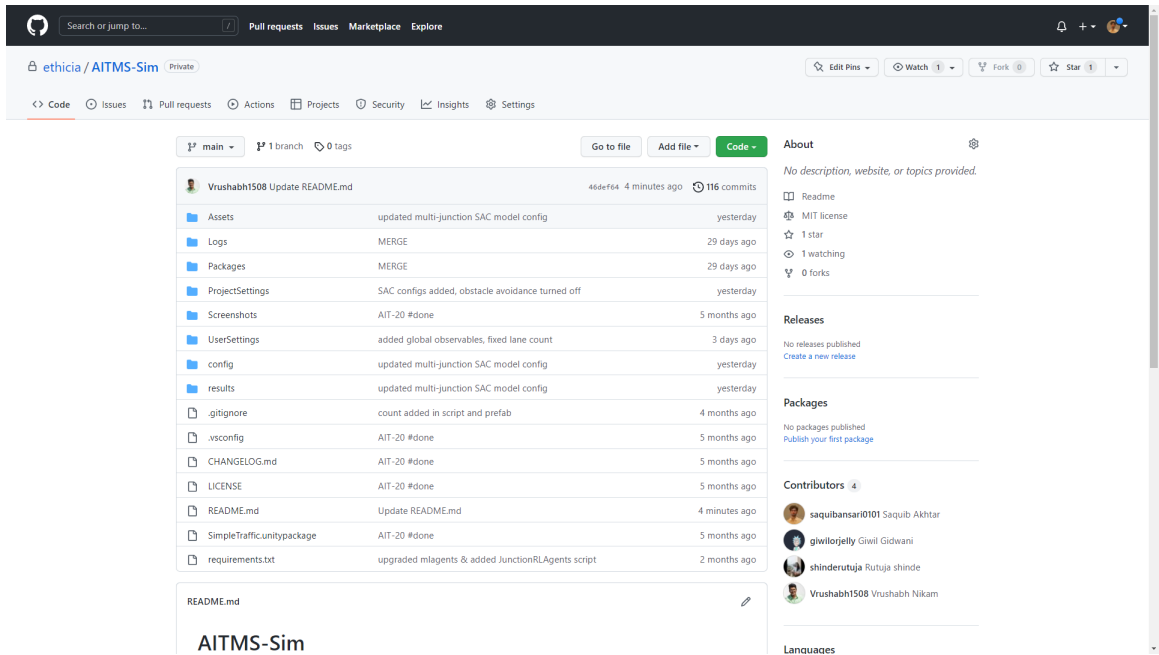 Search or jump to... / Pull requests Issues Marketplace Explore
ethicia / AITMS-Sim Private Edit Pins Watch 1 Fork 0 Star 1
Code Issues Pull requests Actions Projects Security Insights Settings
main 1 branch 0 tags Go to file Add file Code
Vrushabh1508 Update README.md 46def64 4 minutes ago 116 commits
Assets updated multi-junction SAC model config yesterday
Logs MERGE 29 days ago
Packages MERGE 29 days ago
ProjectSettings SAC configs added, obstacle avoidance turned off yesterday
Screenshots AIT-20 #done 5 months ago
UserSettings added global observables, fixed lane count 3 days ago
config updated multi-junction SAC model config yesterday
results updated multi-junction SAC model config yesterday
.gitignore count added in script and prefab 4 months ago
.vsconfig AIT-20 #done 5 months ago
CHANGELOG.md AIT-20 #done 5 months ago
LICENSE AIT-20 #done 5 months ago
README.md Update README.md 4 minutes ago
SimpleTraffic.unitypackage AIT-20 #done 5 months ago
requirements.txt upgraded mlagents & added JunctionRLAgents script 2 months ago
README.md
AITMS-Sim
About
No description, website, or topics provided.
Readme
MIT license
1 star
1 watching
0 forks
Releases
No releases published
Create a new release
Packages
No packages published
Publish your first package
Contributors 4
saquibansari0101 Saquib Akhtar
giwilorjelly Giwil Gidwani
shinderutuja Rutuja shinde
Vrushabh1508 Vrushabh Nikam
Languages